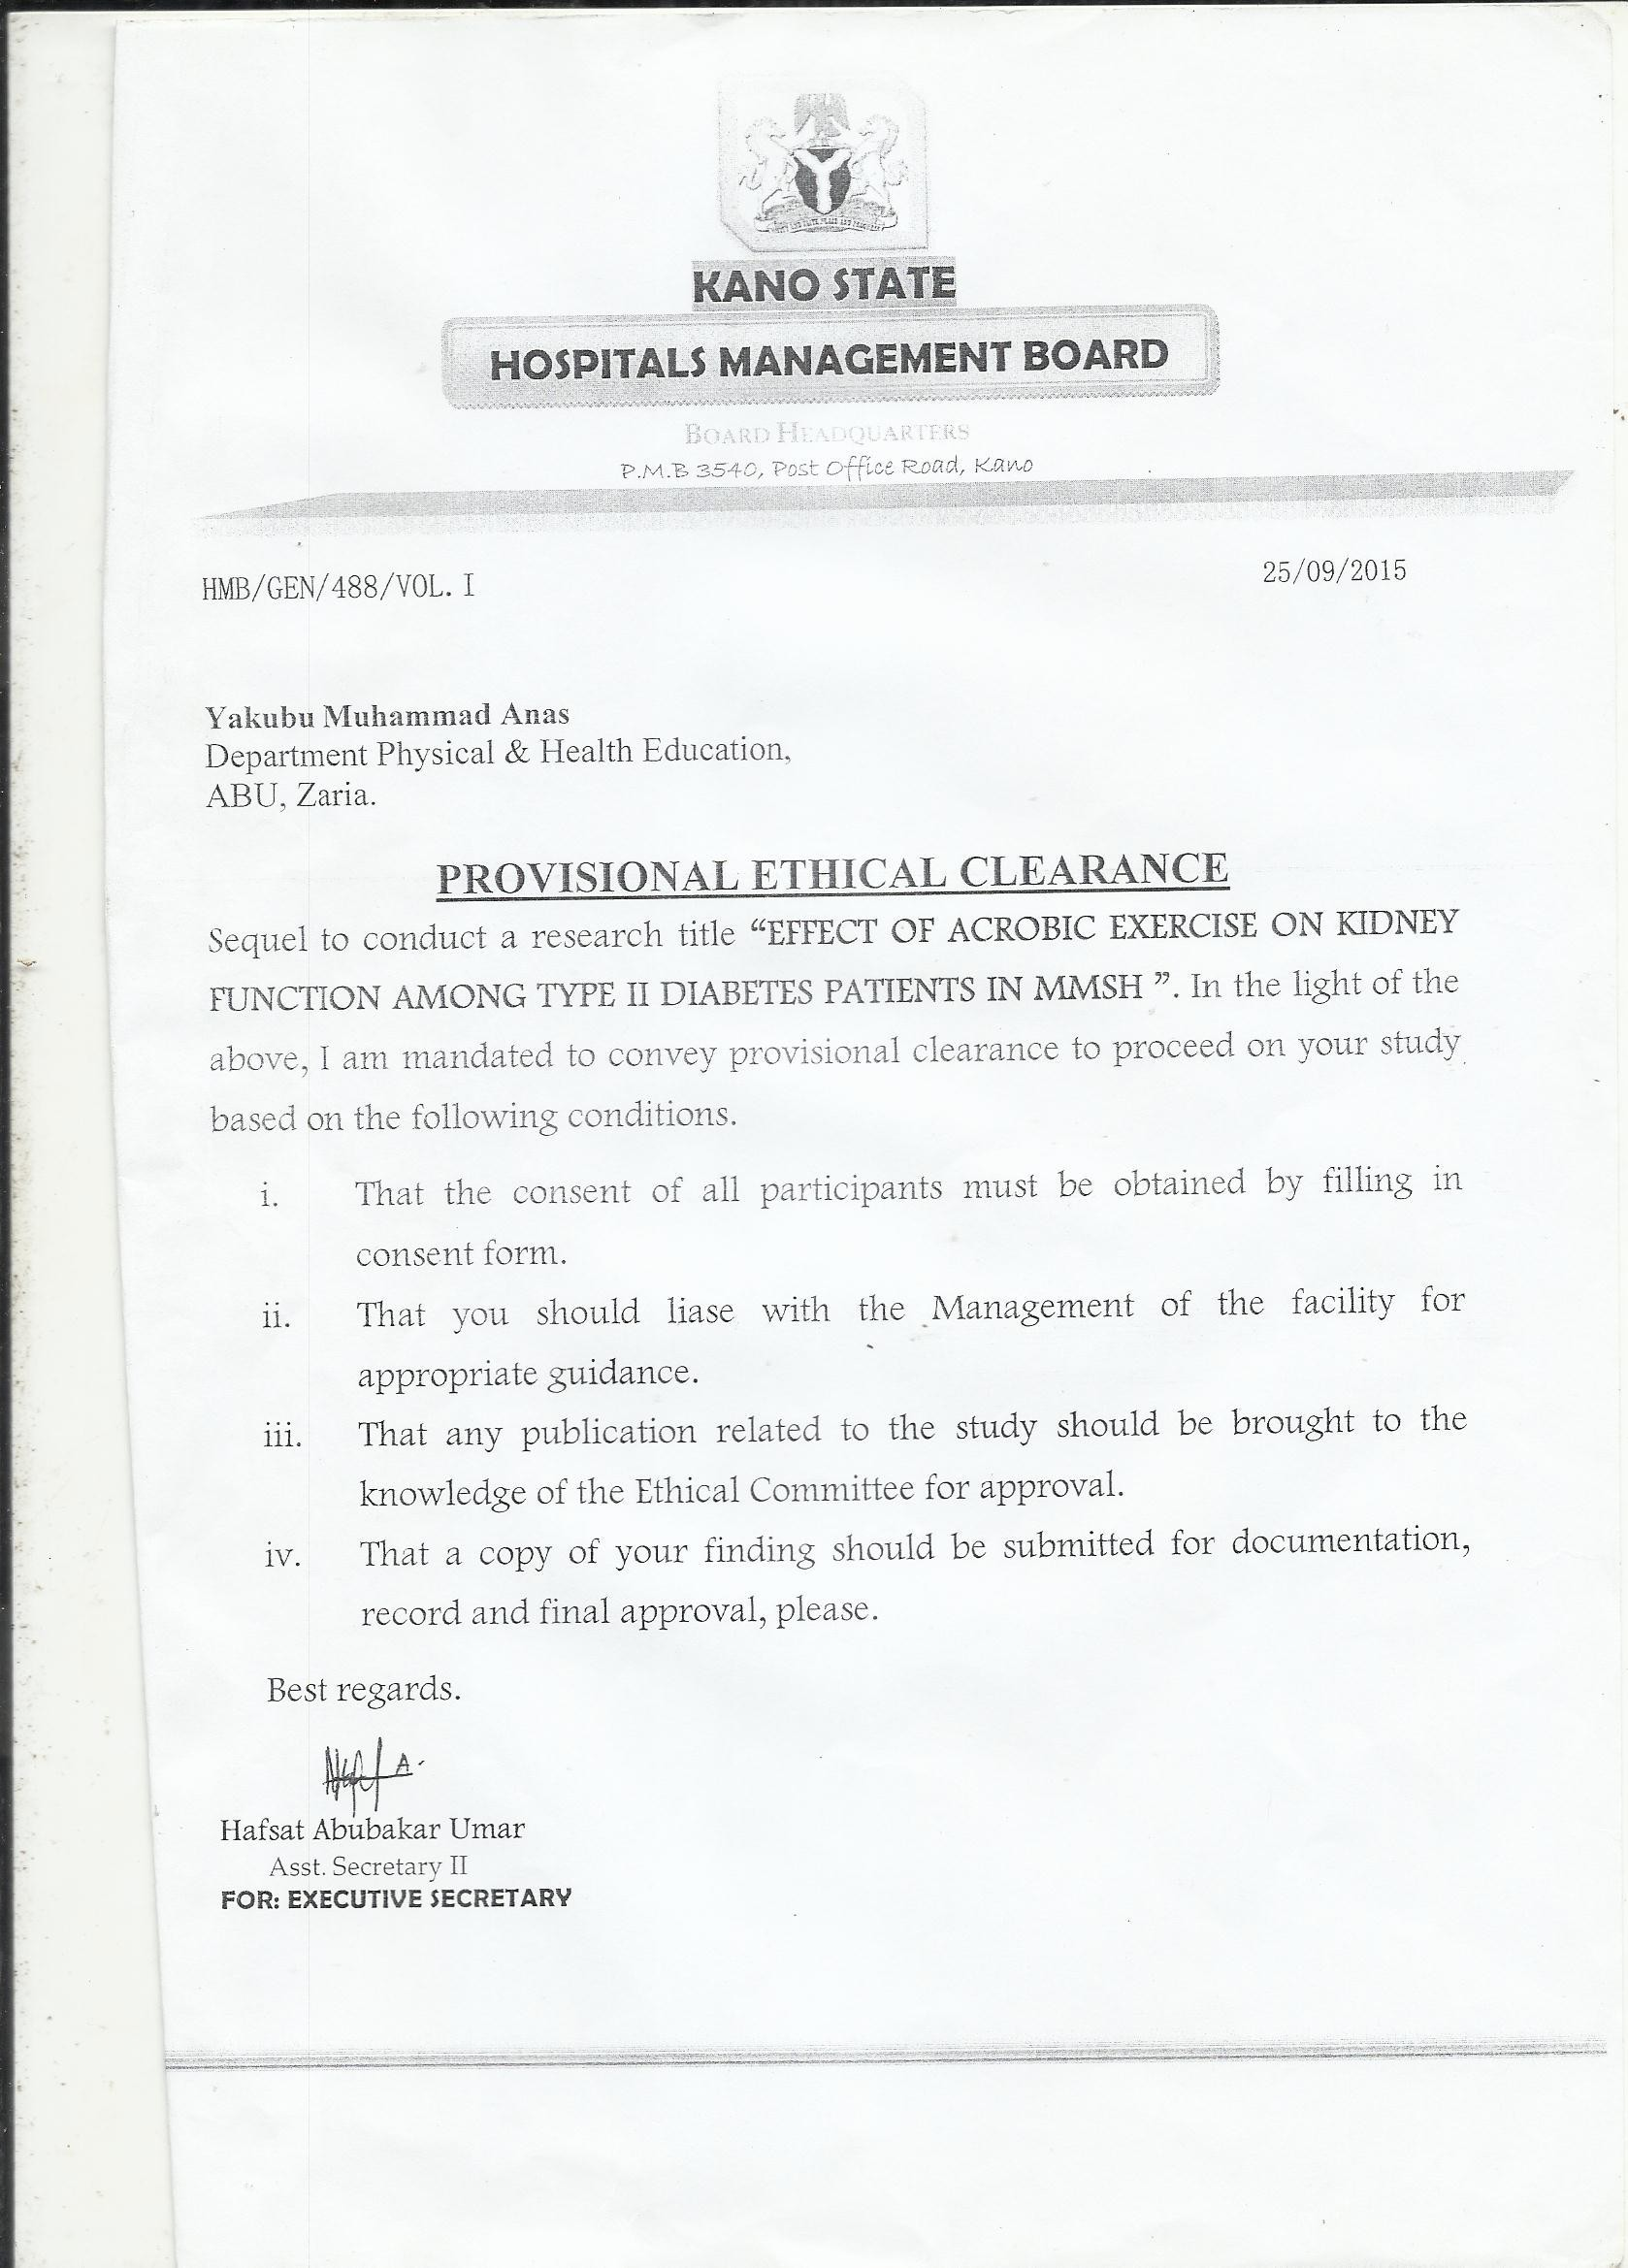 KANO STATE
HOSPITALS MANAGEMENT BOARD
BOARD HEADQUARTERS
P.M.B 3540, Post Office Road, Kano
HMB/GEN/488/VOL. I
25/09/2015
Yakubu Muhammad Anas
Department Physical & Health Education,
ABU, Zaria.
PROVISIONAL ETHICAL CLEARANCE
Sequel to conduct a research title “EFFECT OF ACROBIC EXERCISE ON KIDNEY
FUNCTION AMONG TYPE II DIABETES PATIENTS IN MMSH ”. In the light of the
above, I am mandated to convey provisional clearance to proceed on your study
based on the following conditions.
i. That the consent of all participants must be obtained by filling in
consent form.
ii. That you should liase with the Management of the facility for
appropriate guidance.
iii. That any publication related to the study should be brought to the
knowledge of the Ethical Committee for approval.
iv. That a copy of your finding should be submitted for documentation,
record and final approval, please.
Best regards.
Hafsat Abubakar Umar
Asst. Secretary II
FOR: EXECUTIVE SECRETARY